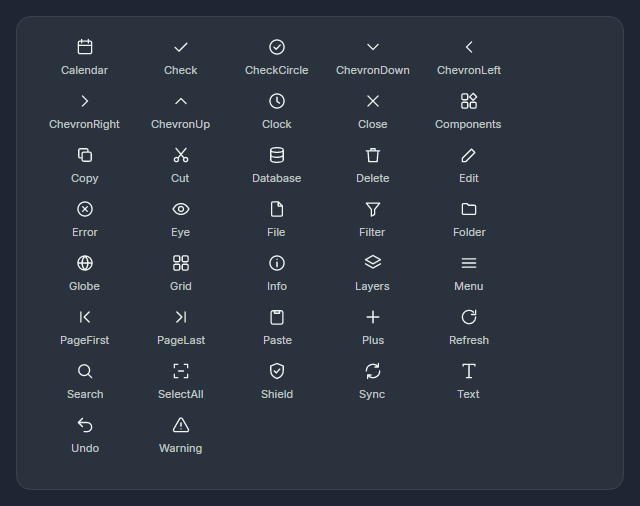 Calendar Check CheckCircle ChevronDown ChevronLeft
ChevronRight ChevronUp Clock Close Components
Copy Cut Database Delete Edit
Error Eye File Filter Folder
Globe Grid Info Layers Menu
PageFirst PageLast Paste Plus Refresh
Search SelectAll Shield Sync Text
Undo Warning